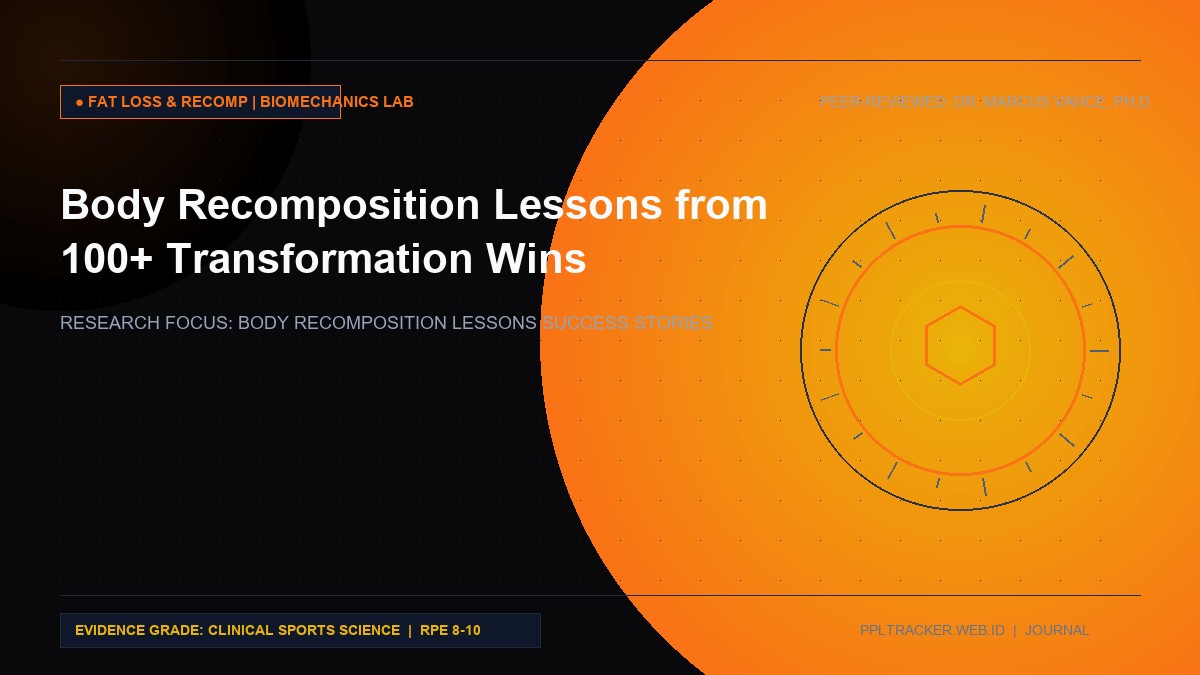 ● FAT LOSS & RECOMP | BIOMECHANICS LAB
PEER-REVIEWED: DR. MARCUS VANCE, PH.D
Body Recomposition Lessons from
100+ Transformation Wins
RESEARCH FOCUS: BODY RECOMPOSITION LESSONS SUCCESS STORIES
EVIDENCE GRADE: CLINICAL SPORTS SCIENCE | RPE 8-10
PPLTRACKER.WEB.ID | JOURNAL